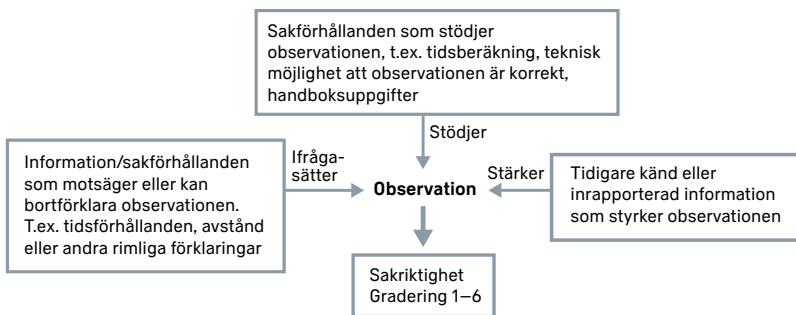 Sakförhållanden som stödjer
observationen, t.ex. tidsberäkning, teknisk
möjlighet att observationen är korrekt,
handboksuppgifter
Stödjer
Information/sakförhållanden
som motsäger eller kan
bortförklara observationen.
T.ex. tidsförhållanden, avstånd
eller andra rimliga förklaringar
Ifråga-
sätter
Observation
Stärker
Tidigare känd eller
inrapporterad information
som styrker observationen
Sakriktighet
Gradering 1–6